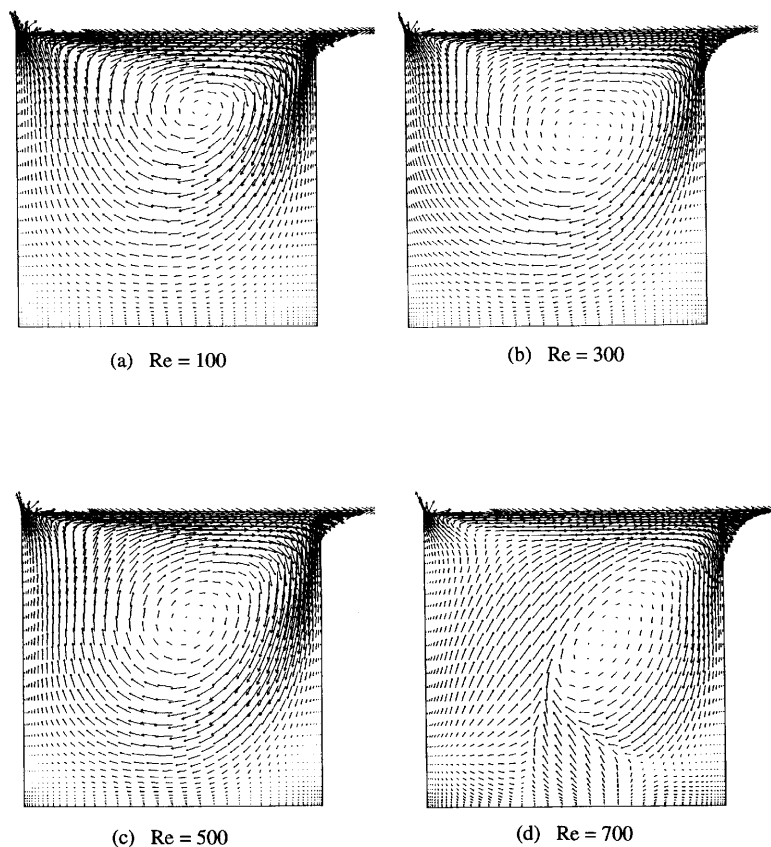 (a) Re = 100
(b) Re = 300
(c) Re = 500
(d) Re = 700